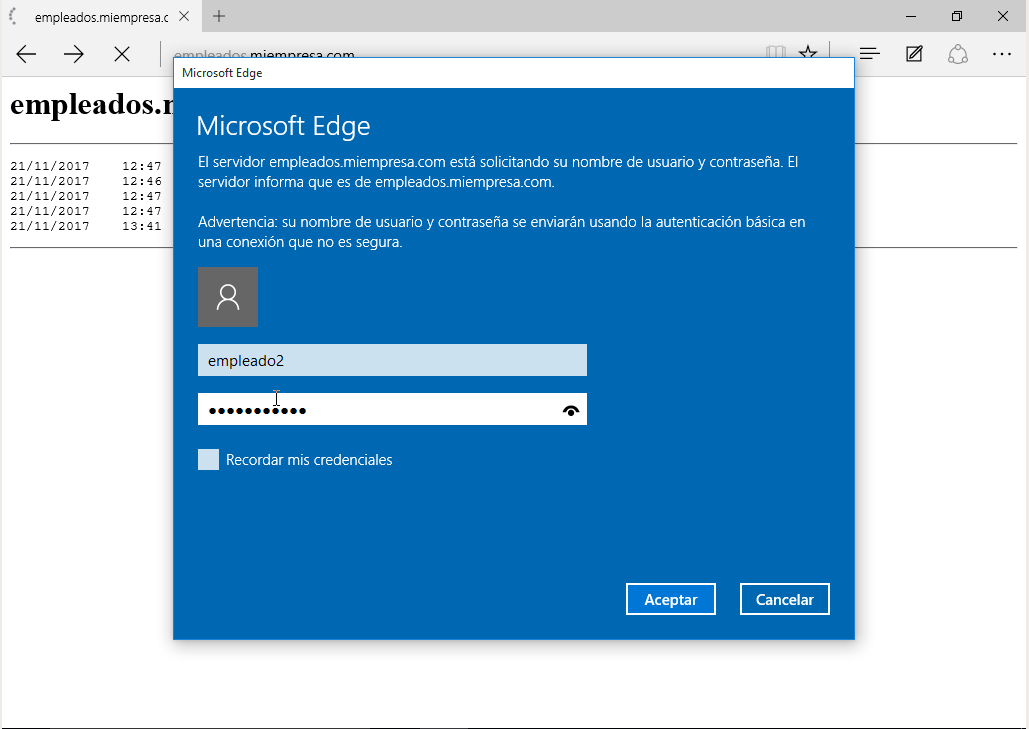 empleados.miempresa.c
empleados.miempresa.com
Microsoft Edge
empleados.
Microsoft Edge
El servidor empleados.miempresa.com está solicitando su nombre de usuario y contraseña. El
servidor informa que es de empleados.miempresa.com.
Advertencia: su nombre de usuario y contraseña se enviarán usando la autenticación básica en
una conexión que no es segura.
21/11/2017 12:47
21/11/2017 12:46
21/11/2017 12:47
21/11/2017 12:47
21/11/2017 13:41
empleado2
Recordar mis credenciales
Aceptar
Cancelar